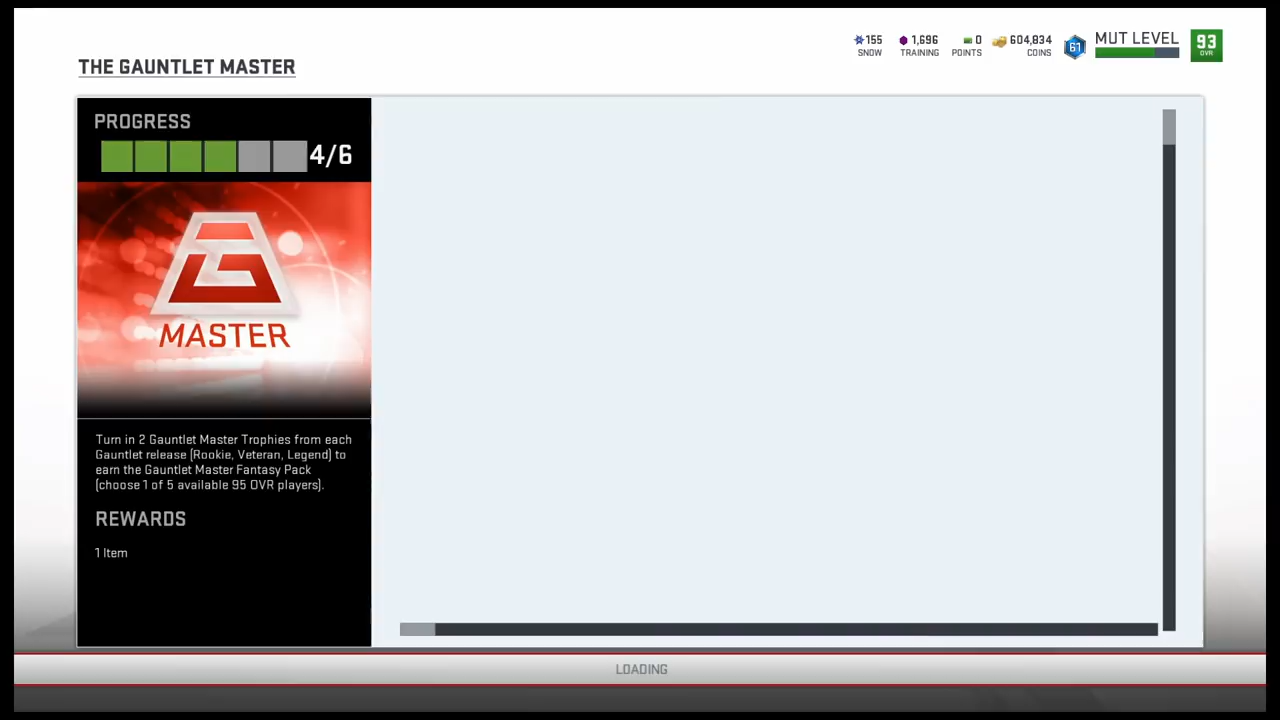 155
SNOW
1,696
TRAINING
0
POINTS
604,834
COINS
61
MUT LEVEL
93
OVR
THE GAUNTLET MASTER
PROGRESS
4/6
G
MASTER
Turn in 2 Gauntlet Master Trophies from each
Gauntlet release (Rookie, Veteran, Legend) to
earn the Gauntlet Master Fantasy Pack
(choose 1 of 5 available 95 OVR players).
REWARDS
1 Item
LOADING